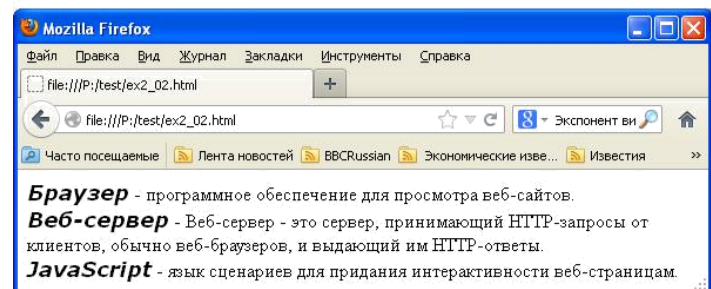 Mozilla Firefox
Файл Правка Вид Журнал Закладки Инструменты Справка
file:///P:/test/ex2_02.html +
file:///P:/test/ex2_02.html 8 Экспонент ви
Часто посещаемые Лента новостей BBCRussian Экономические изве... Известия »
Браузер - программное обеспечение для просмотра веб-сайтов.
Веб-сервер - Веб-сервер - это сервер, принимающий HTTP-запросы от
клиентов, обычно веб-браузеров, и выдающий им HTTP-ответы.
JavaScript - язык сценариев для придания интерактивности веб-страницам.